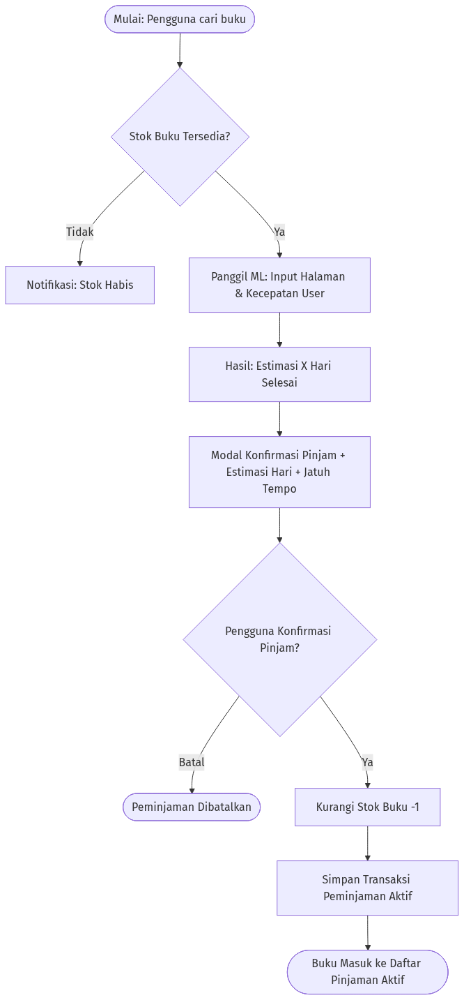 Mulai: Pengguna cari buku
Stok Buku Tersedia?
Tidak
Ya
Notifikasi: Stok Habis
Panggil ML: Input Halaman
& Kecepatan User
Hasil: Estimasi X Hari
Selesai
Modal Konfirmasi Pinjam +
Estimasi Hari + Jatuh
Tempo
Pengguna Konfirmasi
Pinjam?
Batal
Ya
Peminjaman Dibatalkan
Kurangi Stok Buku -1
Simpan Transaksi
Peminjaman Aktif
Buku Masuk ke Daftar
Pinjaman Aktif